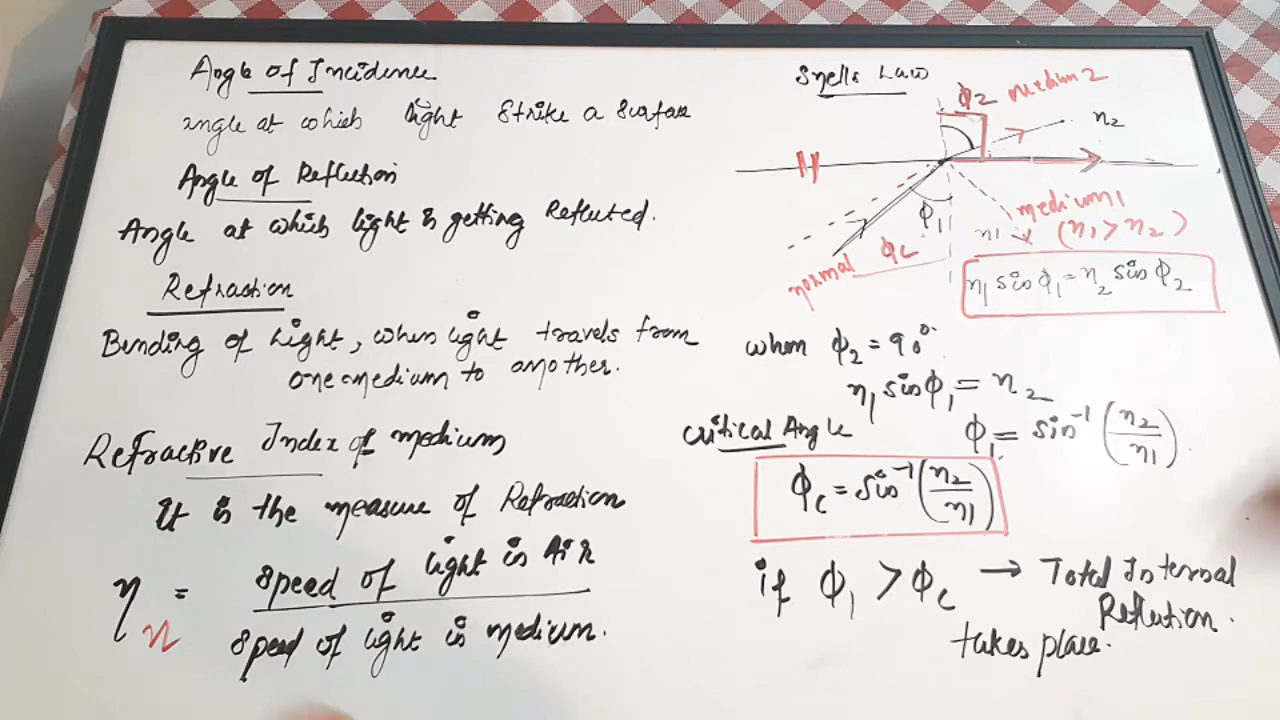 Angle of Incidence
angle at which light Strike a Surface
Angle of Reflection
Angle at which light is getting Reflected.
Refraction
Bending of Light, when light travels from
one medium to another.
Refractive Index of medium
It is the measure of Refraction
η = speed of light in Air
n
speed of light in medium.
Snells Law
ϕ2 medium2
n2
ϕ1
medium1
n1 (n1 > n2)
normal ϕc
n1 sin ϕ1 = n2 sin ϕ2
when ϕ2 = 90°
n1 sin ϕ1 = n2
Critical Angle
ϕ1 = sin⁻¹ (n2/n1)
ϕc = sin⁻¹ (n2/n1)
if ϕ1 > ϕc → Total Internal
Reflection.
takes place.